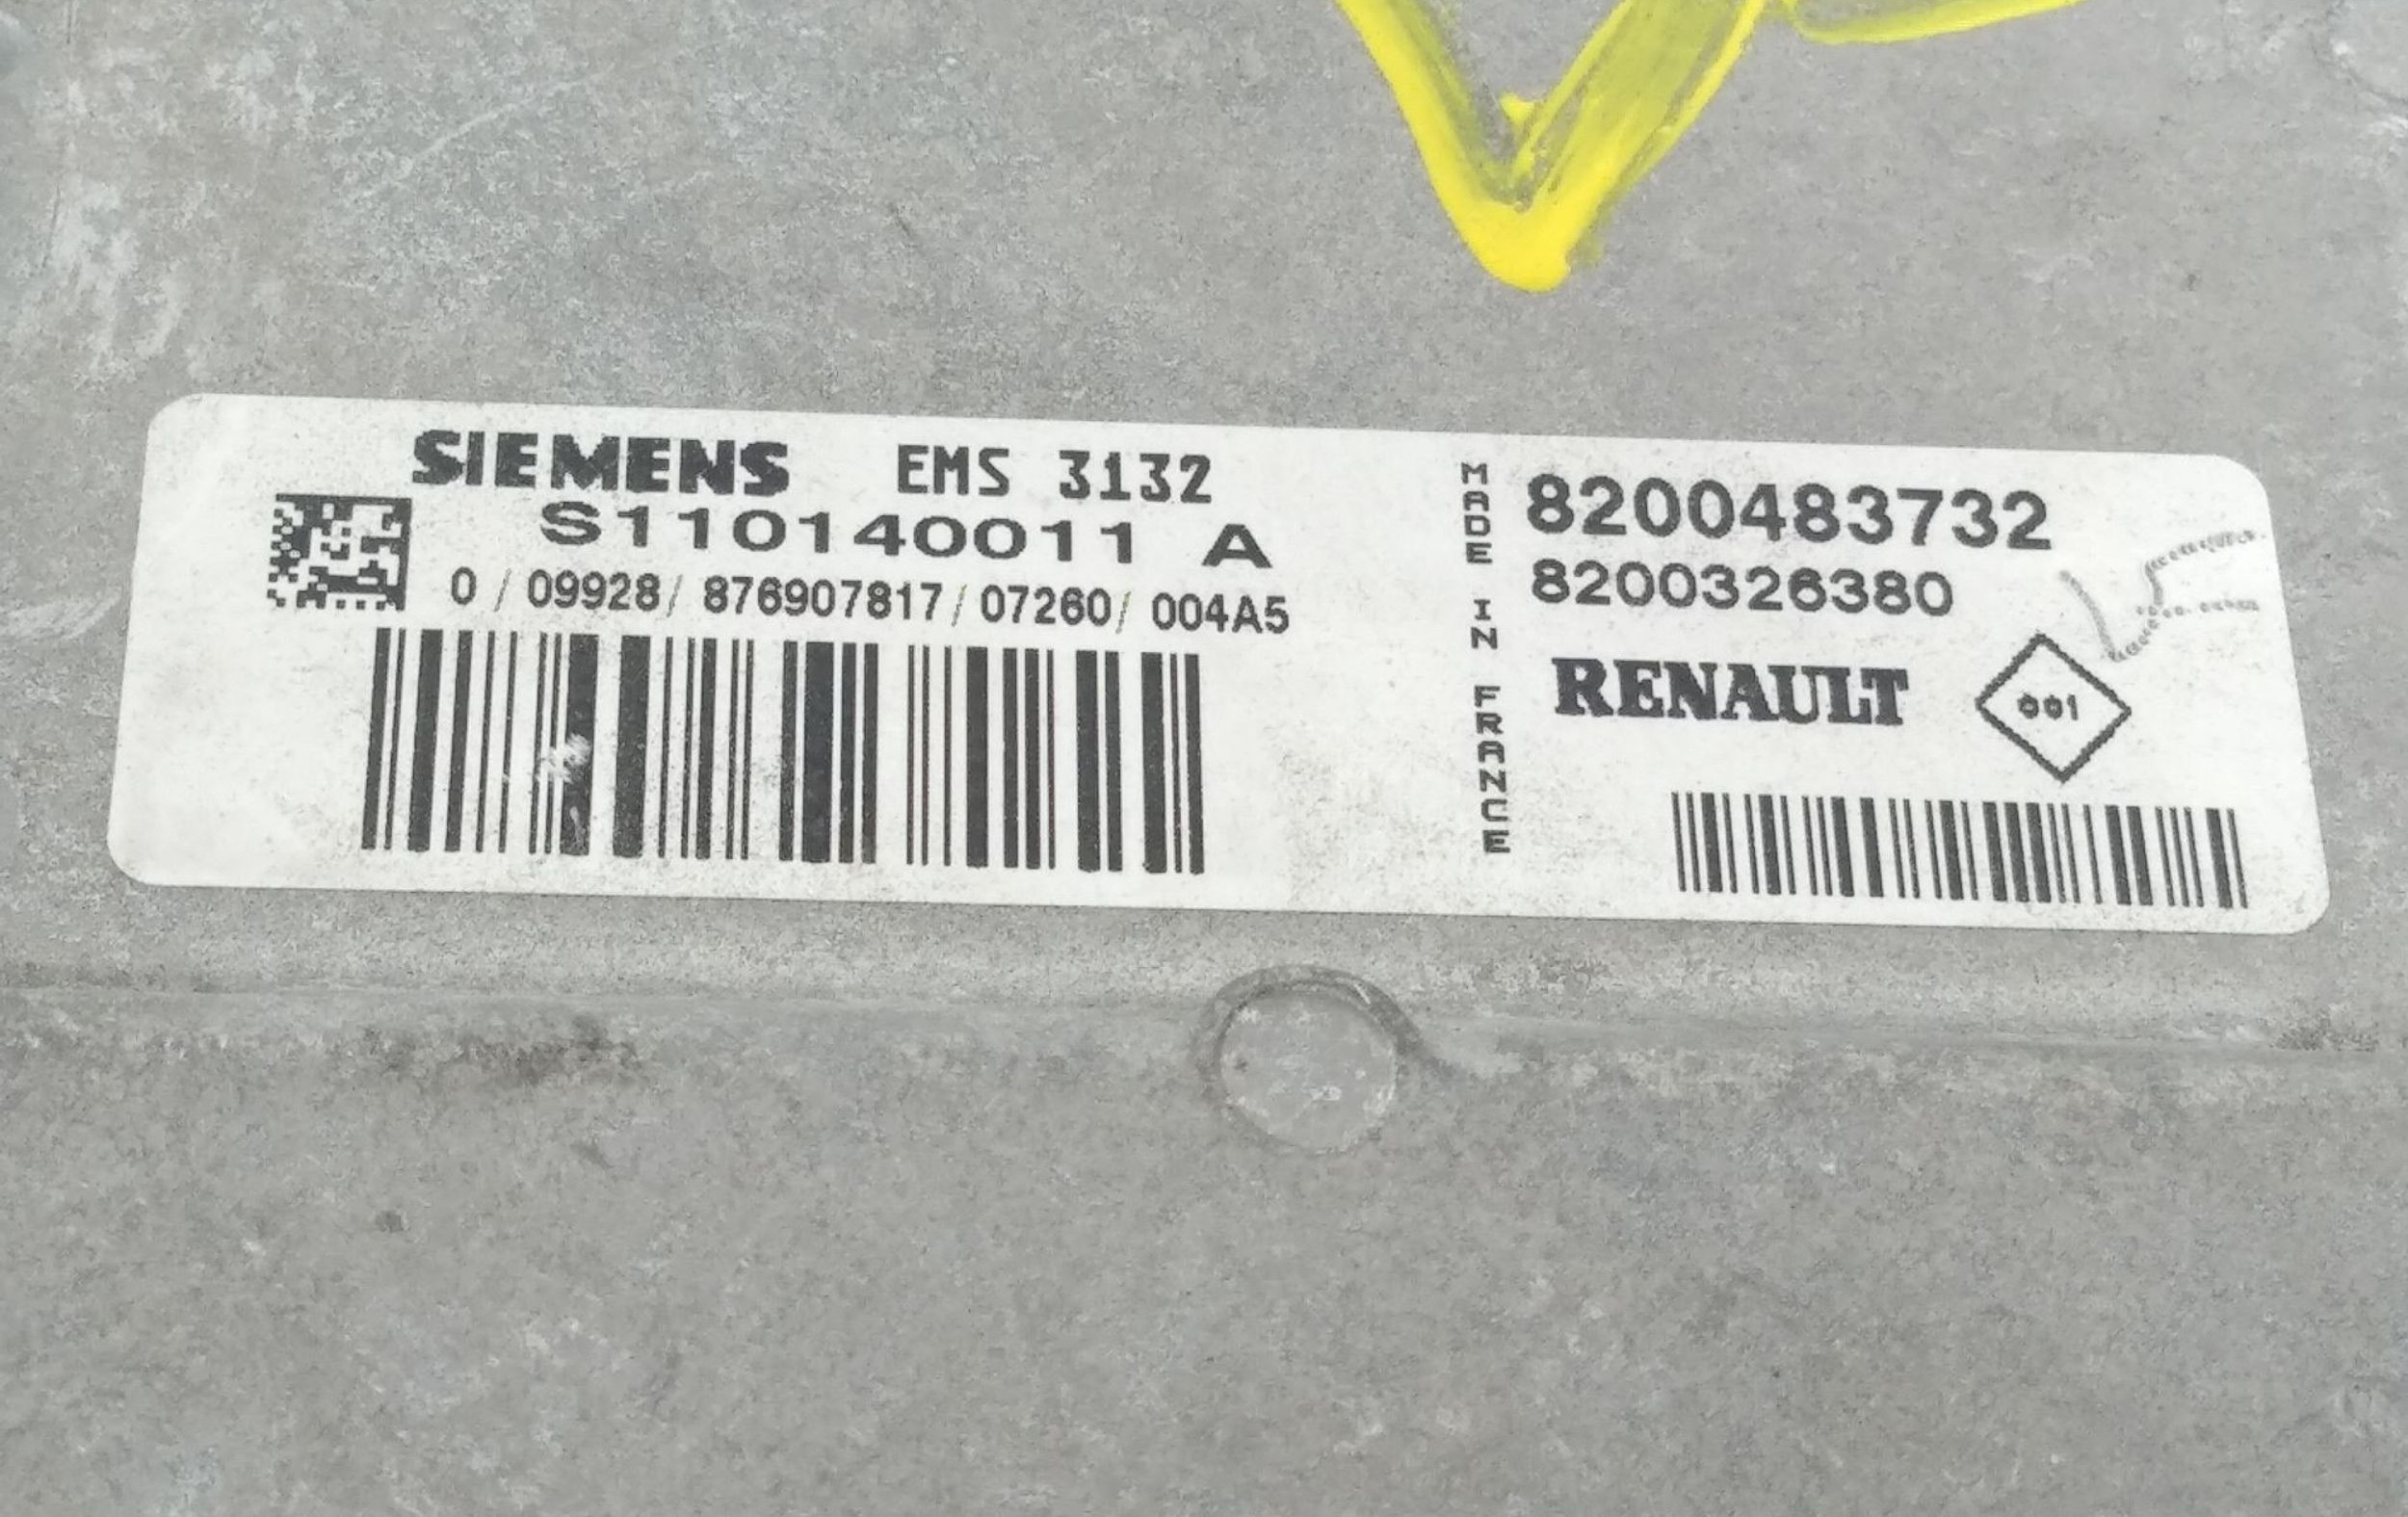 SIEMENS EMS 3132
S110140011 A
0 / 09928/ 876907817/ 07260/ 004A5
MADE IN FRANCE
8200483732
8200326380
RENAULT 001